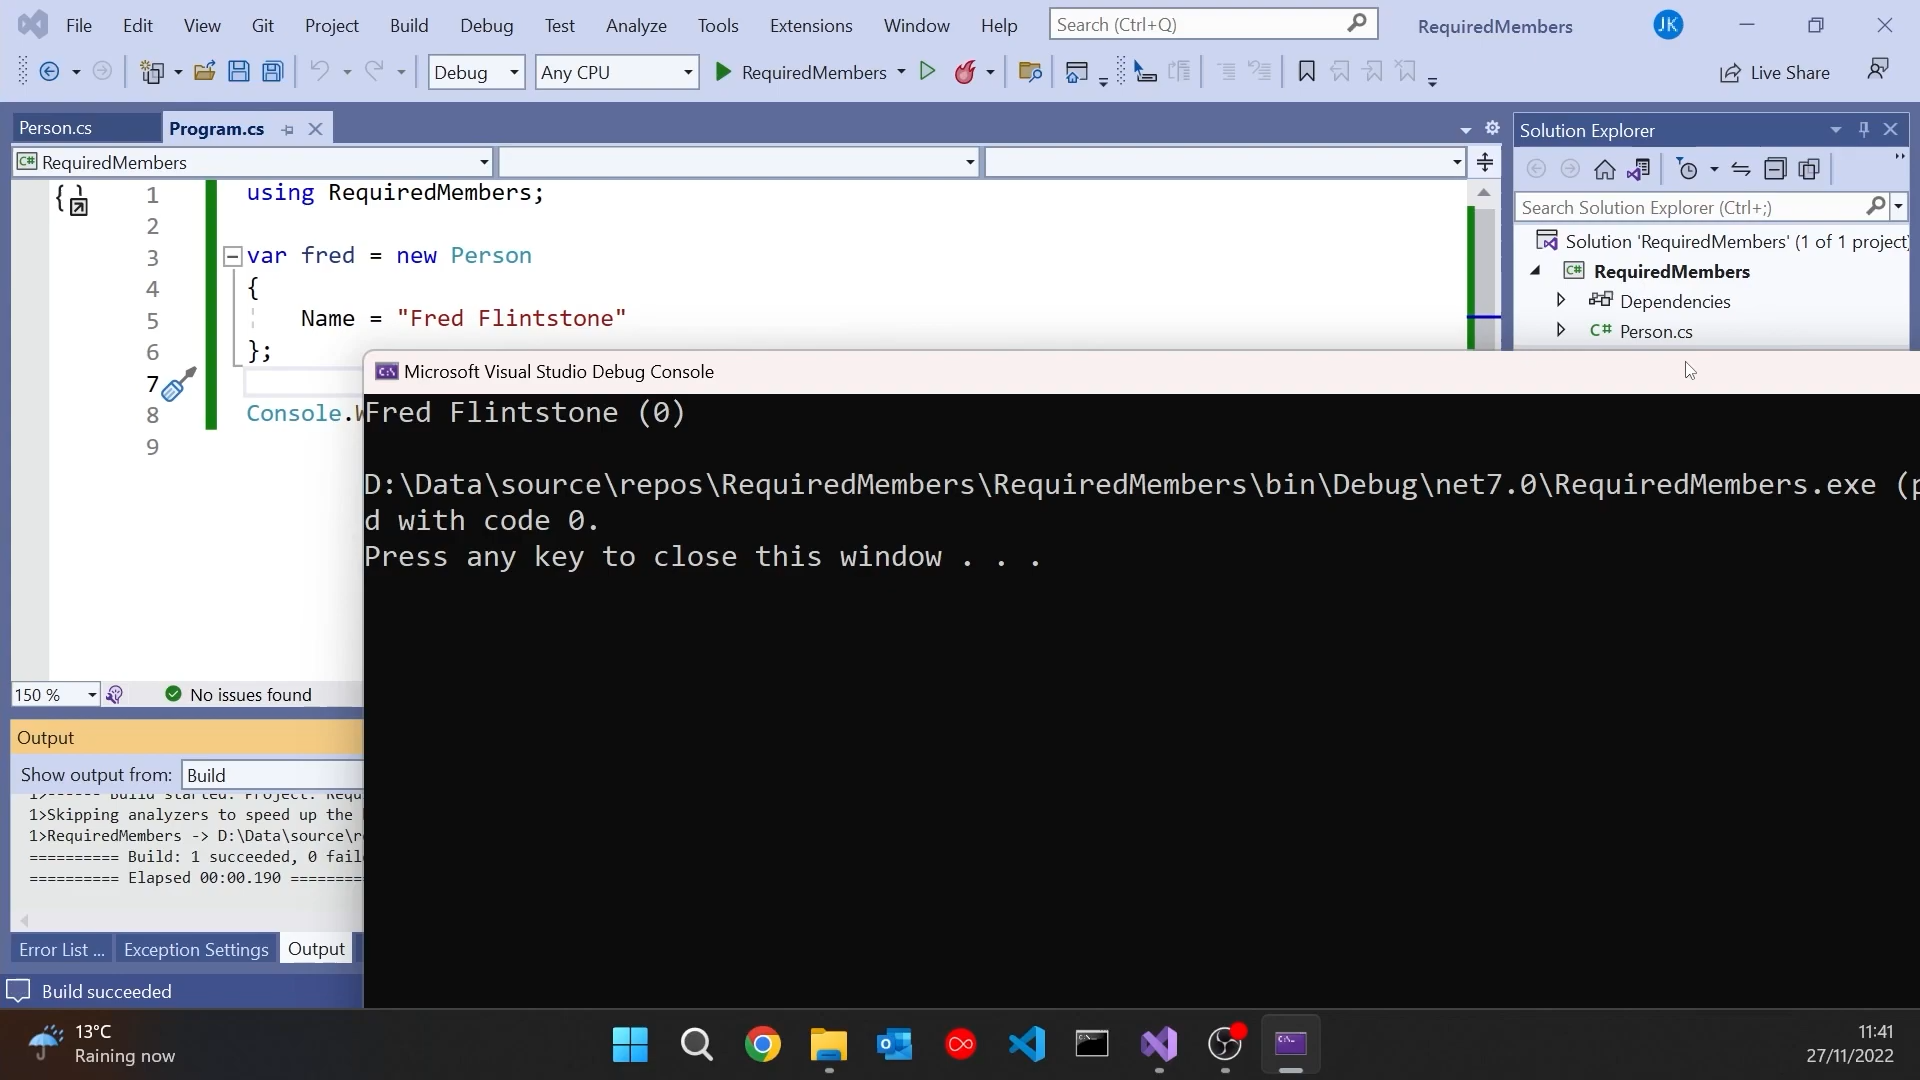 File Edit View Git Project Build Debug Test Analyze Tools Extensions Window Help Search (Ctrl+Q) RequiredMembers JK
Debug Any CPU RequiredMembers Live Share
Person.cs Program.cs
RequiredMembers
1 using RequiredMembers;
2
3 var fred = new Person
4 {
5 Name = "Fred Flintstone"
6 };
7
8 Console.W
9
Solution Explorer
Search Solution Explorer (Ctrl+;)
Solution 'RequiredMembers' (1 of 1 project)
C# RequiredMembers
Dependencies
C# Person.cs
Microsoft Visual Studio Debug Console
Fred Flintstone (0)
D:\Data\source\repos\RequiredMembers\RequiredMembers\bin\Debug\net7.0\RequiredMembers.exe (p
d with code 0.
Press any key to close this window . . .
150 % No issues found
Output
Show output from: Build
1>------ Build started: Project: Requ
1>Skipping analyzers to speed up the
1>RequiredMembers -> D:\Data\source\r
========== Build: 1 succeeded, 0 faile
========== Elapsed 00:00.190 =========
Error List ... Exception Settings Output
Build succeeded
13°C
Raining now
11:41
27/11/2022